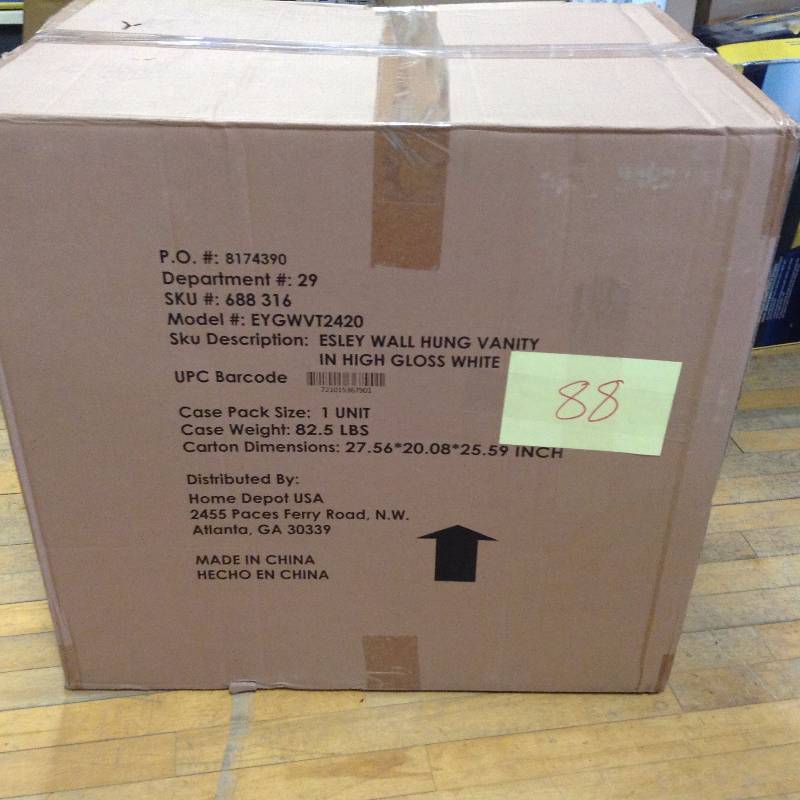 P.O. #: 8174390
Department #: 29
SKU #: 688 316
Model #: EYGWVT2420
Sku Description: ESLEY WALL HUNG VANITY
IN HIGH GLOSS WHITE
UPC Barcode
721015367901
Case Pack Size: 1 UNIT
Case Weight: 82.5 LBS
Carton Dimensions: 27.56*20.08*25.59 INCH
88
Distributed By:
Home Depot USA
2455 Paces Ferry Road, N.W.
Atlanta, GA 30339
MADE IN CHINA
HECHO EN CHINA